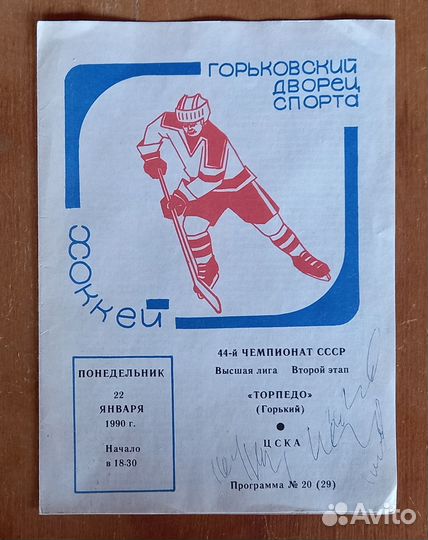 ГОРЬКОВСКИЙ
ДВОРЕЦ
СПОРТА
ХОККЕЙ
ПОНЕДЕЛЬНИК
22
ЯНВАРЯ
1990 г.
Начало
в 18·30
44-й ЧЕМПИОНАТ СССР
Высшая лига Второй этап
«ТОРПЕДО»
(Горький)
●
ЦСКА
Программа № 20 (29)
Avito